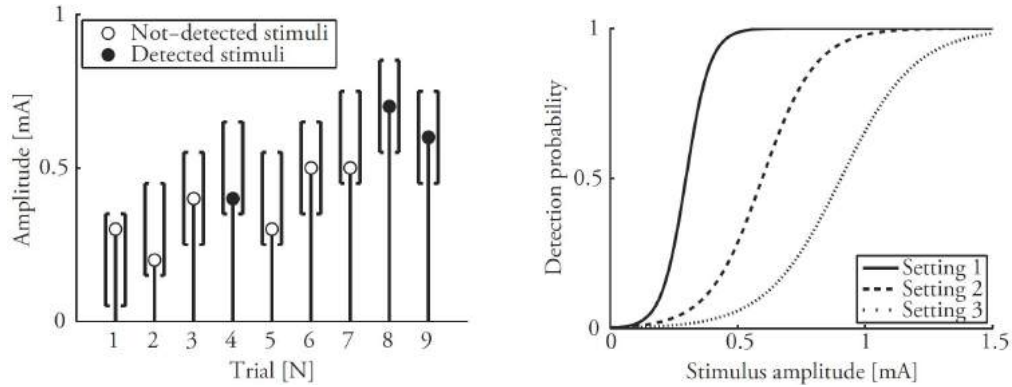 1
Not-detected stimuli
Detected stimuli
Amplitude [mA]
0.5
0
1 2 3 4 5 6 7 8 9
Trial [N]
1
Detection probability
0.5
Setting 1
Setting 2
Setting 3
0
0 0.5 1 1.5
Stimulus amplitude [mA]